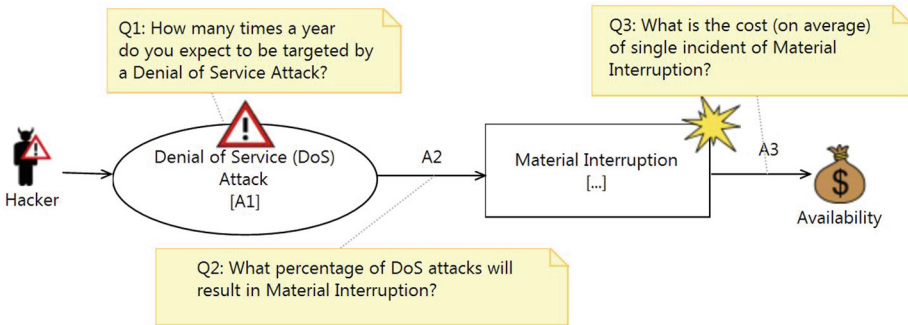 Q1: How many times a year
do you expect to be targeted by
a Denial of Service Attack?
Q3: What is the cost (on average)
of single incident of Material
Interruption?
Hacker
Denial of Service (DoS)
Attack
[A1]
A2
Material Interruption
[...]
A3
$
Availability
Q2: What percentage of DoS attacks will
result in Material Interruption?